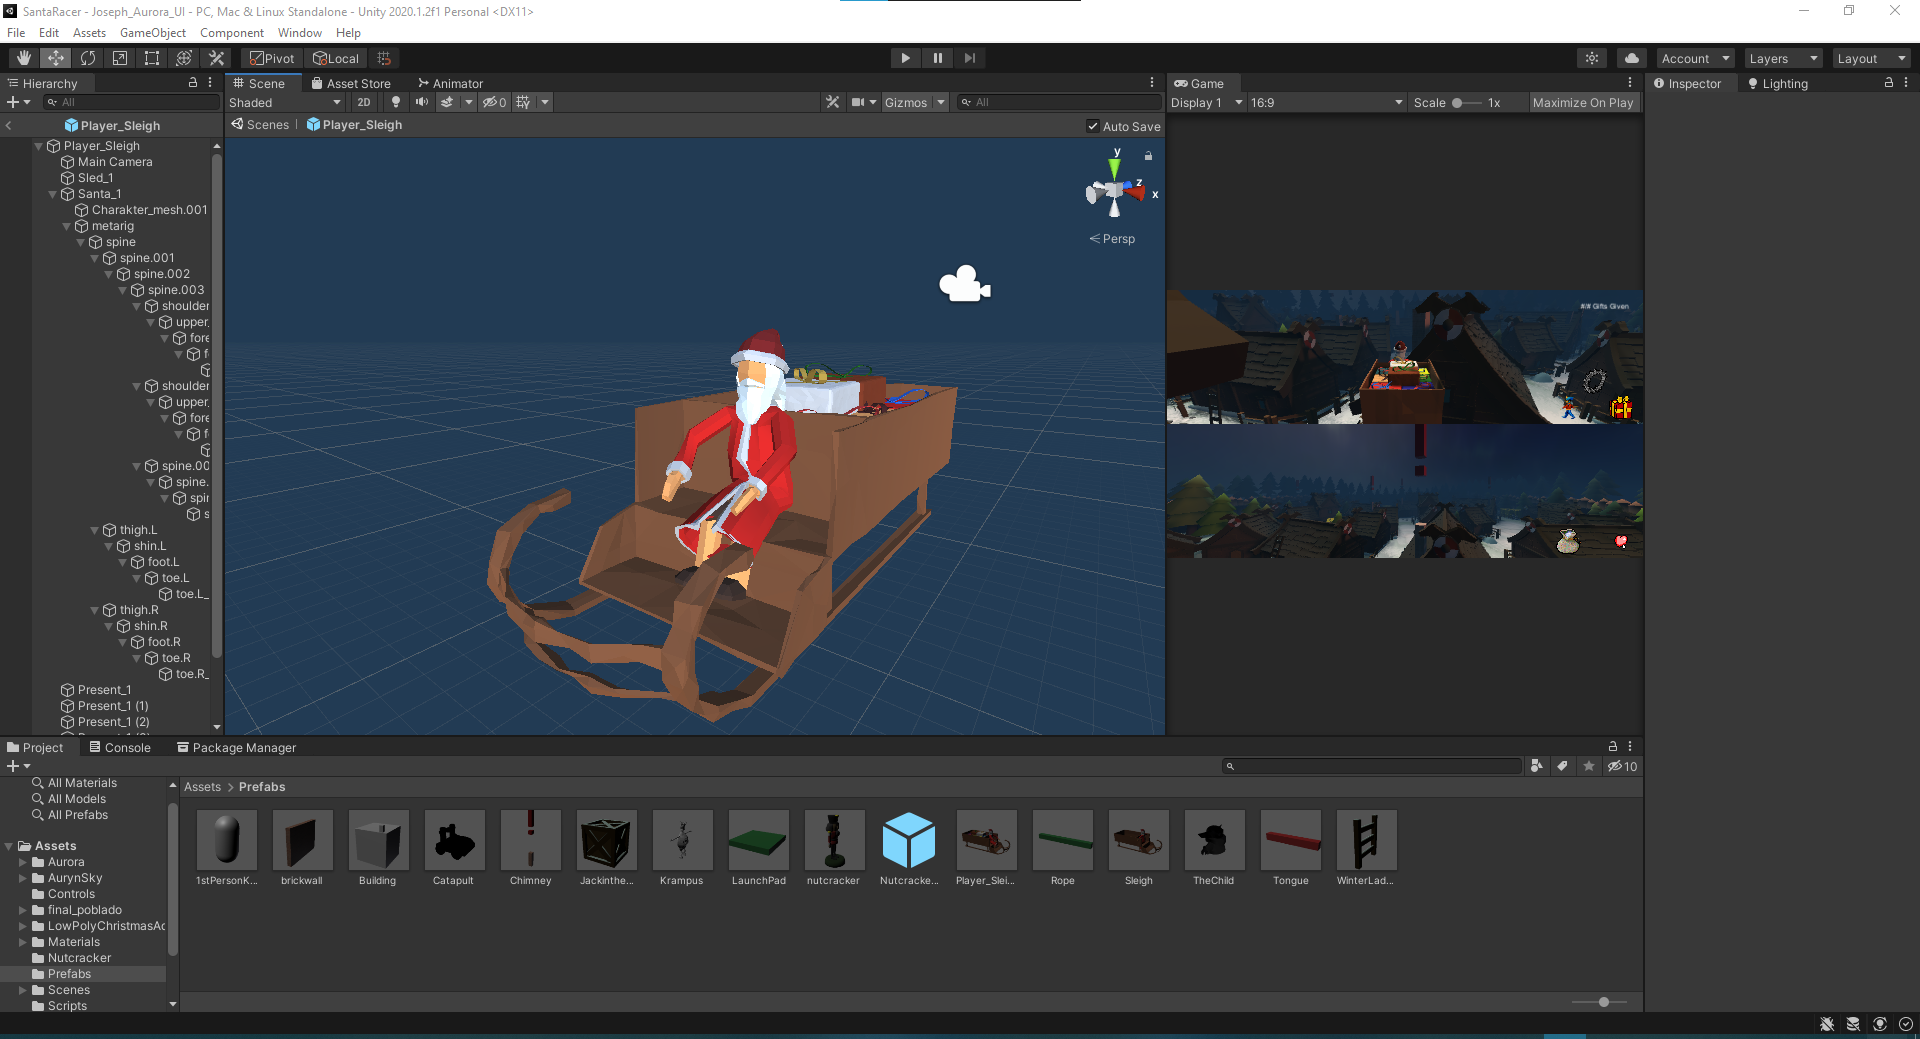 SantaRacer - Joseph_Aurora_UI - PC, Mac & Linux Standalone - Unity 2020.1.2f1 Personal <DX11>
File Edit Assets GameObject Component Window Help
Pivot Local Account Layers Layout
Hierarchy
All
Player_Sleigh
Player_Sleigh
Main Camera
Sled_1
Santa_1
Charakter_mesh.001
metarig
spine
spine.001
spine.002
spine.003
shoulder
upper_
fore
f
shoulder
upper_
fore
f
spine.00
spine.
spin
s
thigh.L
shin.L
foot.L
toe.L
toe.L_
thigh.R
shin.R
foot.R
toe.R
toe.R_
Present_1
Present_1 (1)
Present_1 (2)
Scene Asset Store Animator
Shaded 2D 0 Gizmos All
Scenes Player_Sleigh Auto Save
y
z
x
< Persp
Game
Display 1 16:9 Scale 1x Maximize On Play
## Gifts Given
Inspector Lighting
Project Console Package Manager
10
All Materials
All Models
All Prefabs
Assets
Aurora
AurynSky
Controls
final_poblado
LowPolyChristmasAc
Materials
Nutcracker
Prefabs
Scenes
Scripts
Assets > Prefabs
1stPersonK... brickwall Building Catapult Chimney Jackinthe... Krampus LaunchPad nutcracker Nutcracke... Player_Slei... Rope Sleigh TheChild Tongue WinterLad...